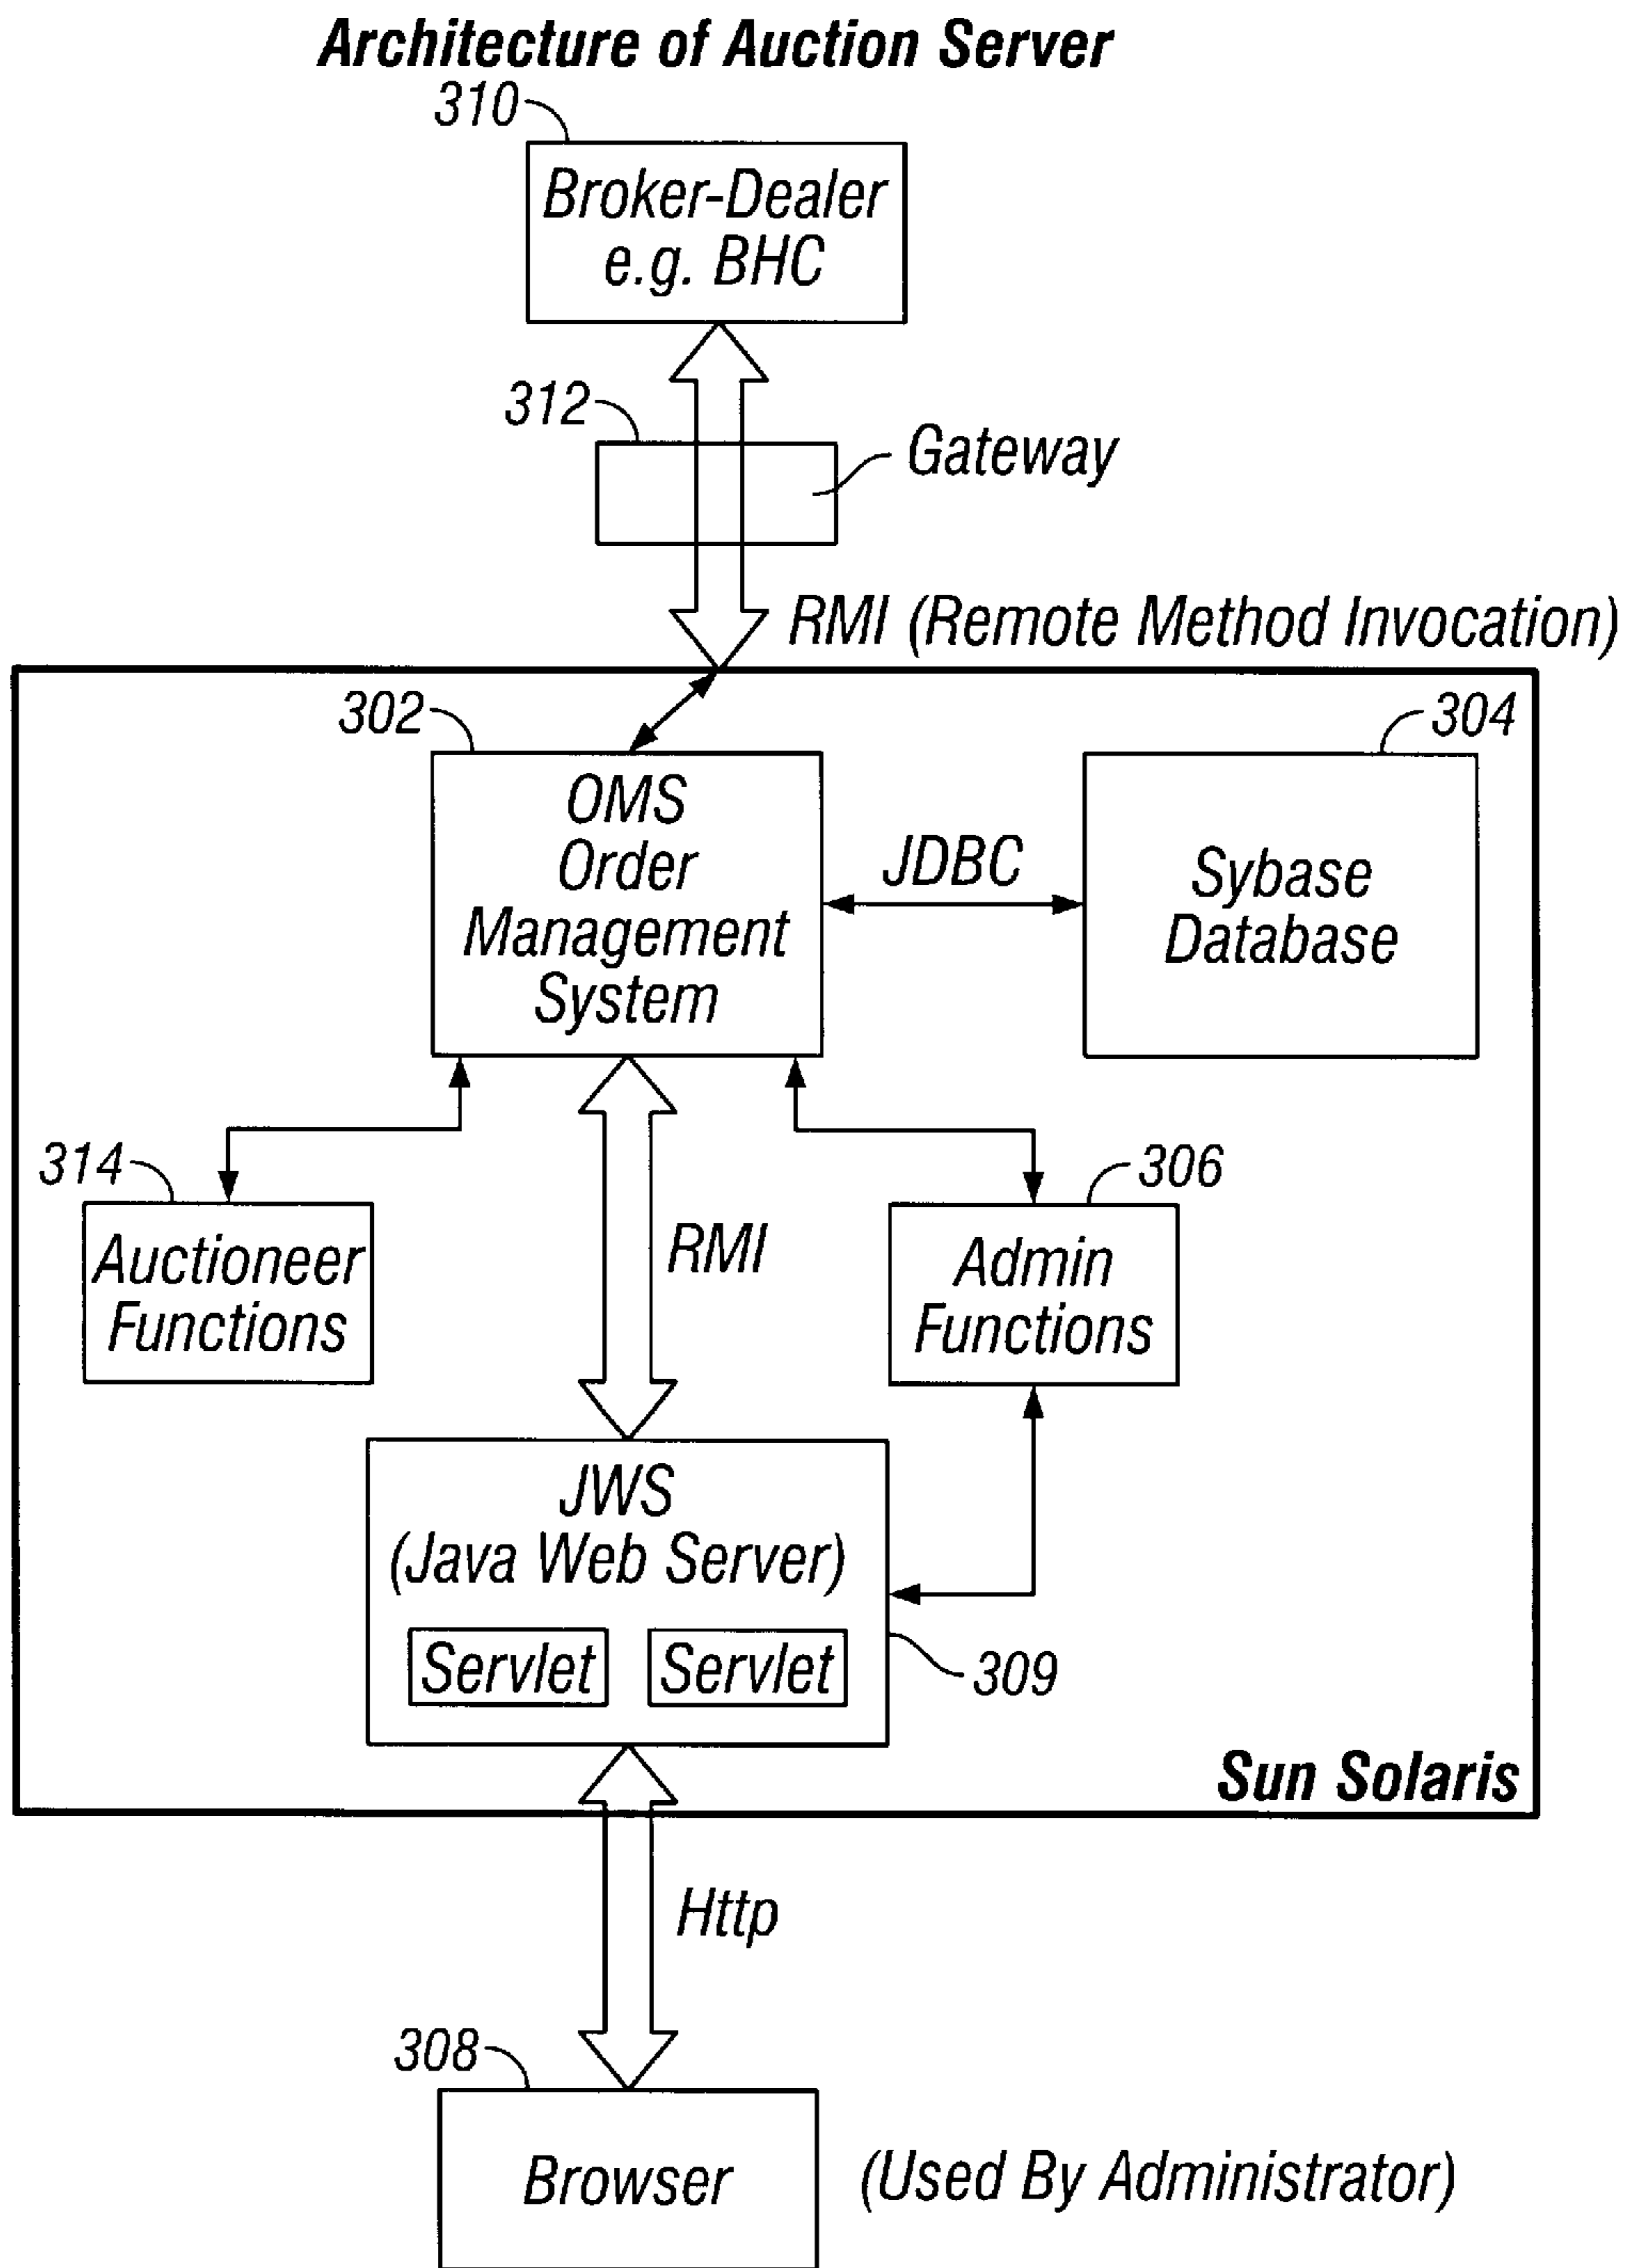 Architecture of Auction Server
310
Broker-Dealer
e.g. BHC
312
Gateway
RMI (Remote Method Invocation)
302
304
OMS
Order
Management
System
JDBC
Sybase
Database
314
306
Auctioneer
Functions
RMI
Admin
Functions
JWS
(Java Web Server)
Servlet
Servlet
309
Sun Solaris
Http
308
Browser
(Used By Administrator)